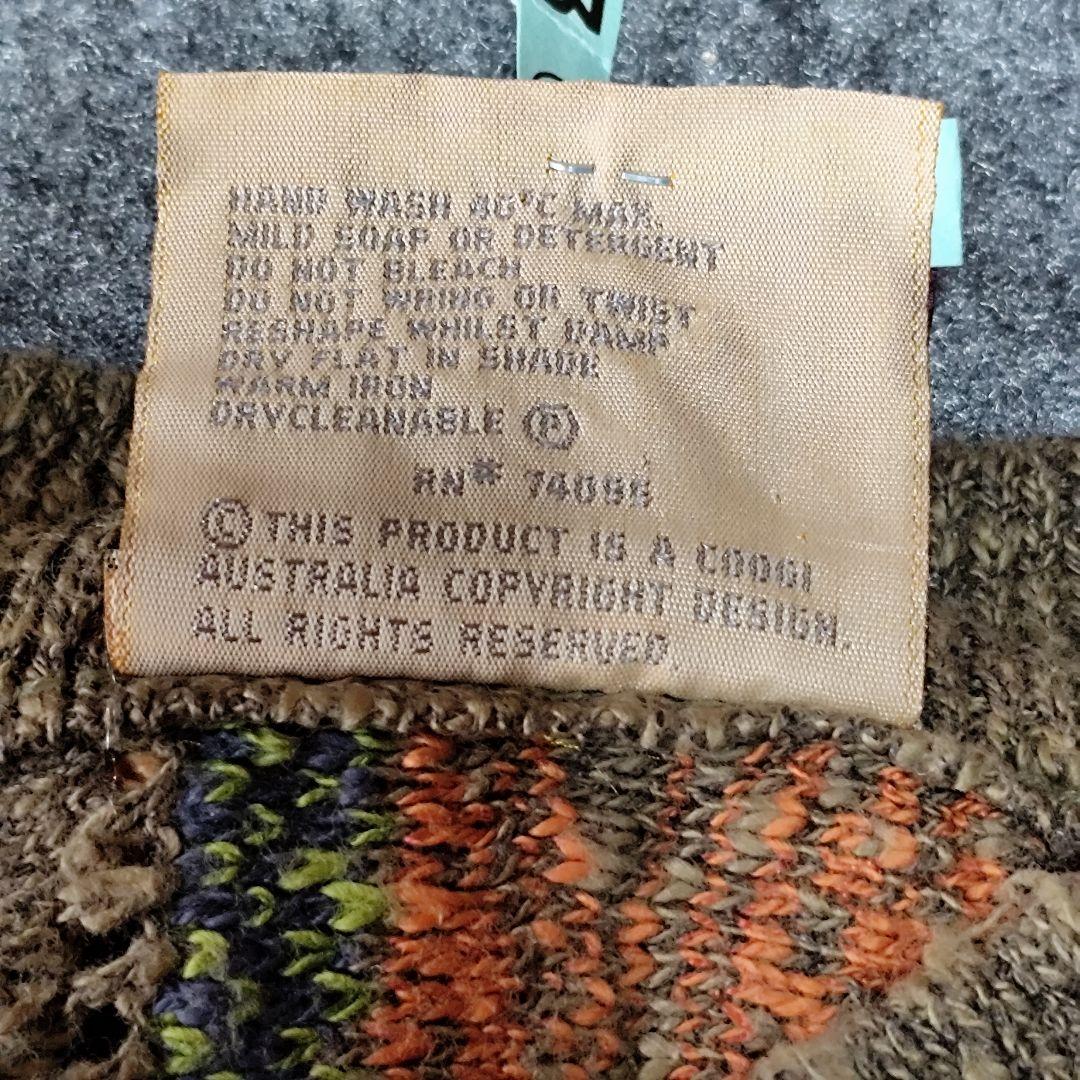 HAND WASH 40°C MAX.
MILD SOAP OR DETERGENT
DO NOT BLEACH
DO NOT WRING OR TWIST
RESHAPE WHILST DAMP
DRY FLAT IN SHADE
WARM IRON
DRYCLEANABLE Ⓟ
RN#
© THIS PRODUCT IS A COOGI
AUSTRALIA COPYRIGHT DESIGN.
ALL RIGHTS RESERVED.